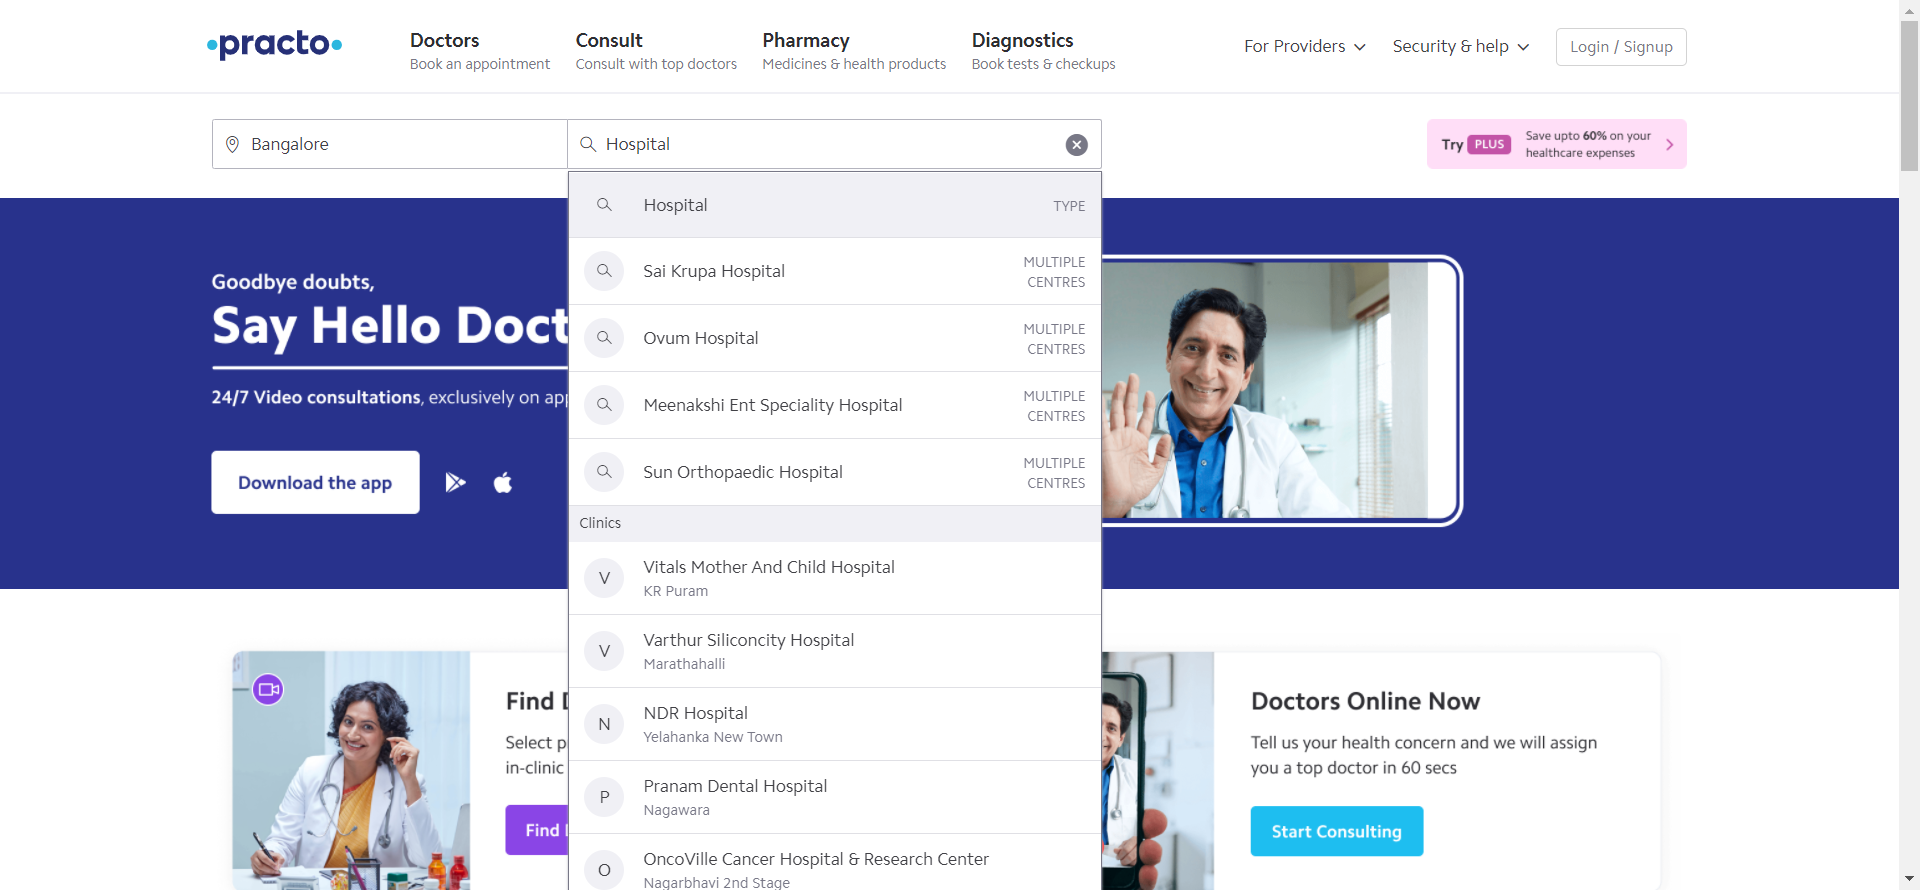 practo
Doctors
Book an appointment
Consult
Consult with top doctors
Pharmacy
Medicines & health products
Diagnostics
Book tests & checkups
For Providers
Security & help
Login / Signup
Bangalore
Hospital
Try PLUS
Save upto 60% on your
healthcare expenses
Hospital
TYPE
Sai Krupa Hospital
MULTIPLE
CENTRES
Ovum Hospital
MULTIPLE
CENTRES
Meenakshi Ent Speciality Hospital
MULTIPLE
CENTRES
Sun Orthopaedic Hospital
MULTIPLE
CENTRES
Clinics
V
Vitals Mother And Child Hospital
KR Puram
V
Varthur Siliconcity Hospital
Marathahalli
N
NDR Hospital
Yelahanka New Town
P
Pranam Dental Hospital
Nagawara
O
OncoVille Cancer Hospital & Research Center
Nagarbhavi 2nd Stage
Goodbye doubts,
Say Hello Doct
24/7 Video consultations, exclusively on app
Download the app
Find D
Select p
in-clinic
Find
Doctors Online Now
Tell us your health concern and we will assign
you a top doctor in 60 secs
Start Consulting